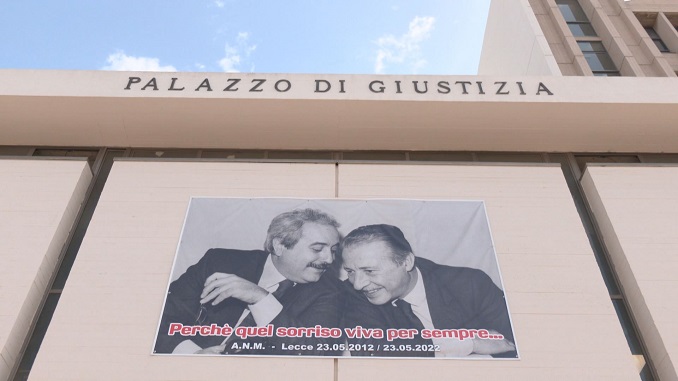 PALAZZO DI GIUSTIZIA
Perchè quel sorriso viva per sempre...
A.N.M. - Lecce 23.05.2012 / 23.05.2022